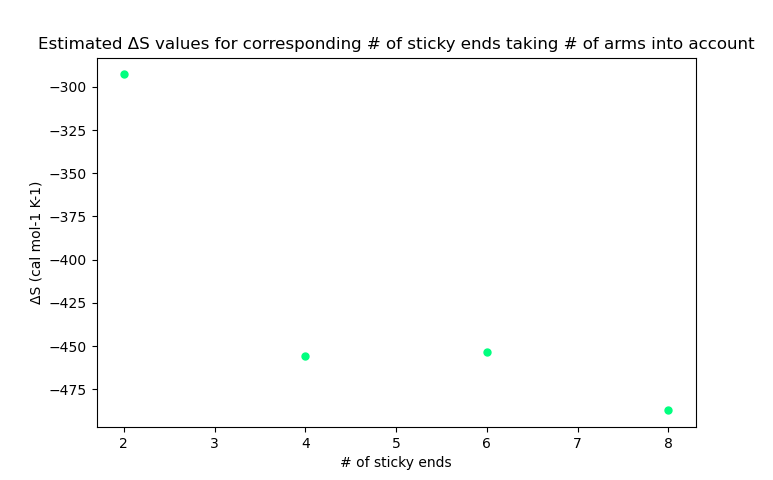 Estimated ΔS values for corresponding # of sticky ends taking # of arms into account
−300
−325
−350
−375
−400
−425
−450
−475
ΔS (cal mol-1 K-1)
2 3 4 5 6 7 8
# of sticky ends